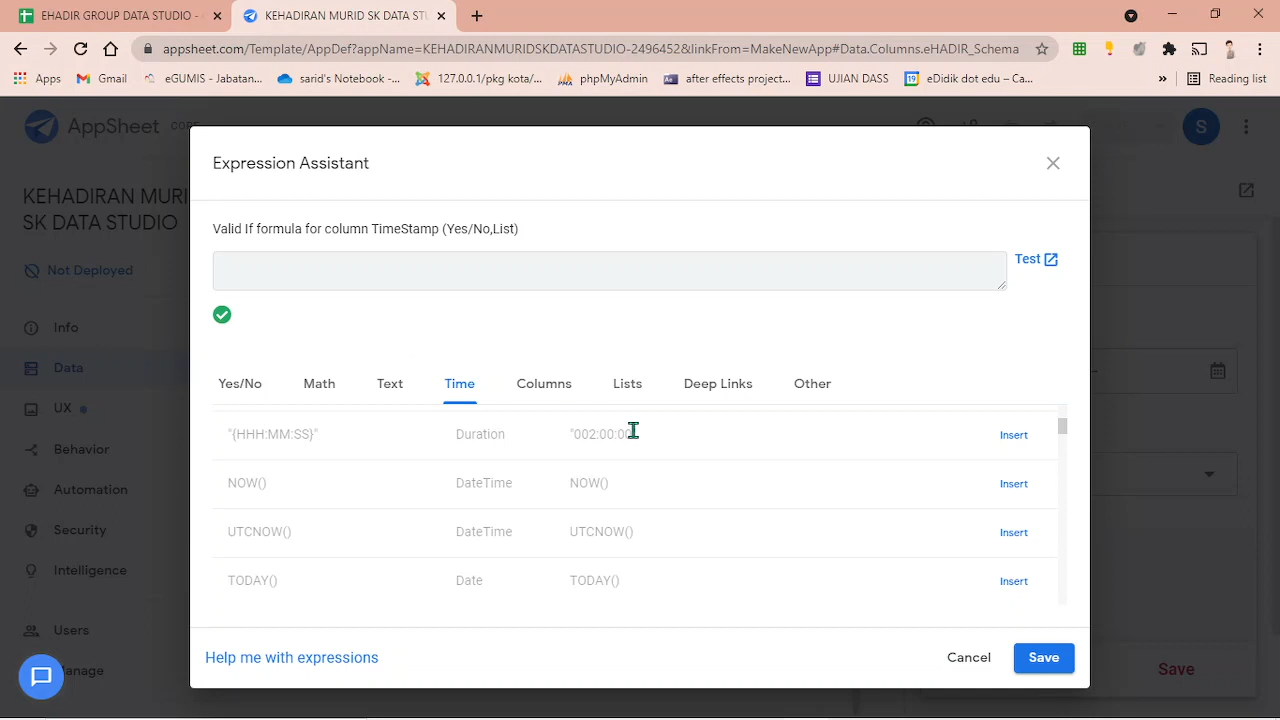 EHADIR GROUP DATA STUDIO -
KEHADIRAN MURID SK DATA STU
appsheet.com/Template/AppDef?appName=KEHADIRANMURIDSKDATASTUDIO-2496452&linkFrom=MakeNewApp#Data.Columns.eHADIR_Schema
Apps
Gmail
eGUMIS - Jabatan...
sarid's Notebook -...
127.0.0.1/pkg kota/...
phpMyAdmin
after effects project...
UJIAN DASS
eDidik dot edu – Ca...
»
Reading list
AppSheet
CORE
S
KEHADIRAN MURI
SK DATA STUDIO
Not Deployed
Info
Data
UX
Behavior
Automation
Security
Intelligence
Users
anage
Expression Assistant
Valid If formula for column TimeStamp (Yes/No,List)
Test
Yes/No Math Text Time Columns Lists Deep Links Other
"{HHH:MM:SS}" Duration "002:00:00 Insert
NOW() DateTime NOW() Insert
UTCNOW() DateTime UTCNOW() Insert
TODAY() Date TODAY() Insert
Help me with expressions
Cancel
Save
Save